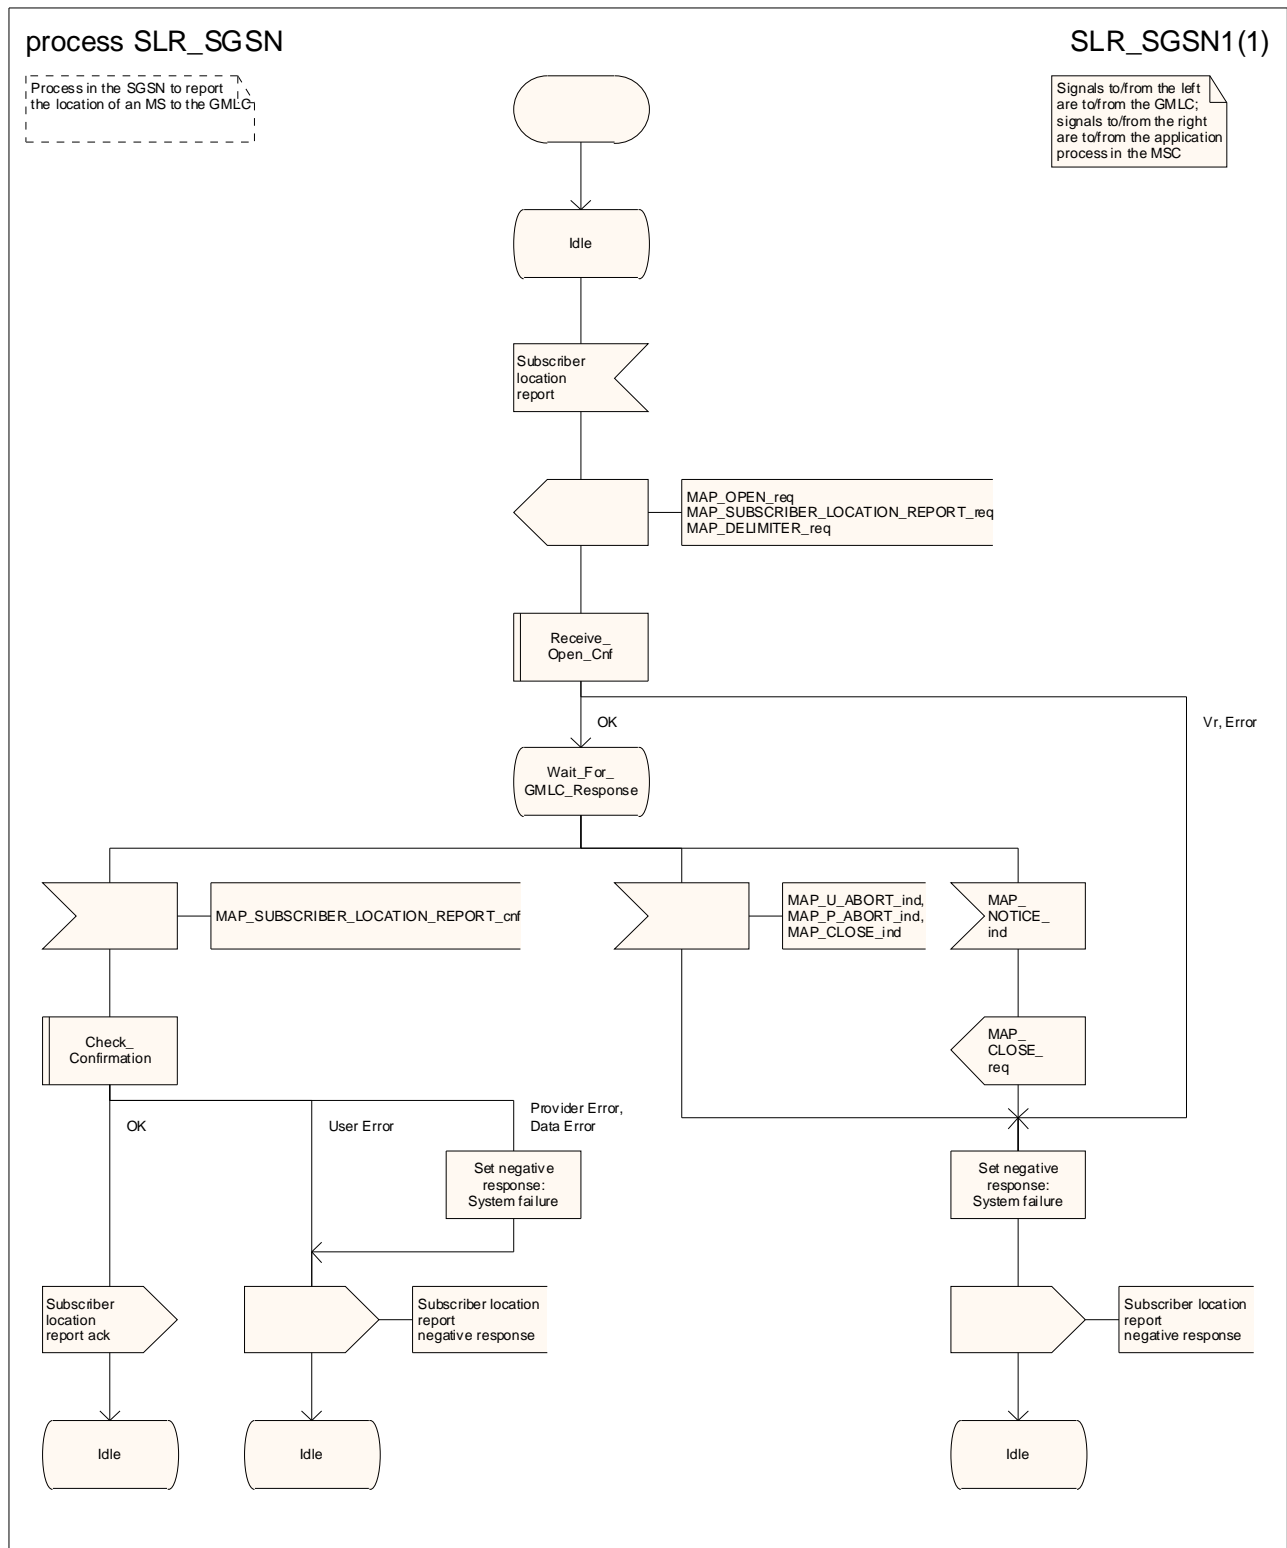 process SLR_SGSN
SLR_SGSN1(1)
Process in the SGSN to report
the location of an MS to the GMLC
Signals to/from the left
are to/from the GMLC;
signals to/from the right
are to/from the application
process in the MSC
Idle
Subscriber
location
report
MAP_OPEN_req
MAP_SUBSCRIBER_LOCATION_REPORT_req
MAP_DELIMITER_req
Receive_
Open_Cnf
OK
Vr, Error
Wait_For_
GMLC_Response
MAP_SUBSCRIBER_LOCATION_REPORT_cnf
MAP_U_ABORT_ind,
MAP_P_ABORT_ind,
MAP_CLOSE_ind
MAP_
NOTICE_
ind
Check_
Confirmation
MAP_
CLOSE_
req
OK
User Error
Provider Error,
Data Error
Set negative
response:
System failure
Set negative
response:
System failure
Subscriber
location
report ack
Subscriber location
report
negative response
Subscriber location
report
negative response
Idle
Idle
Idle